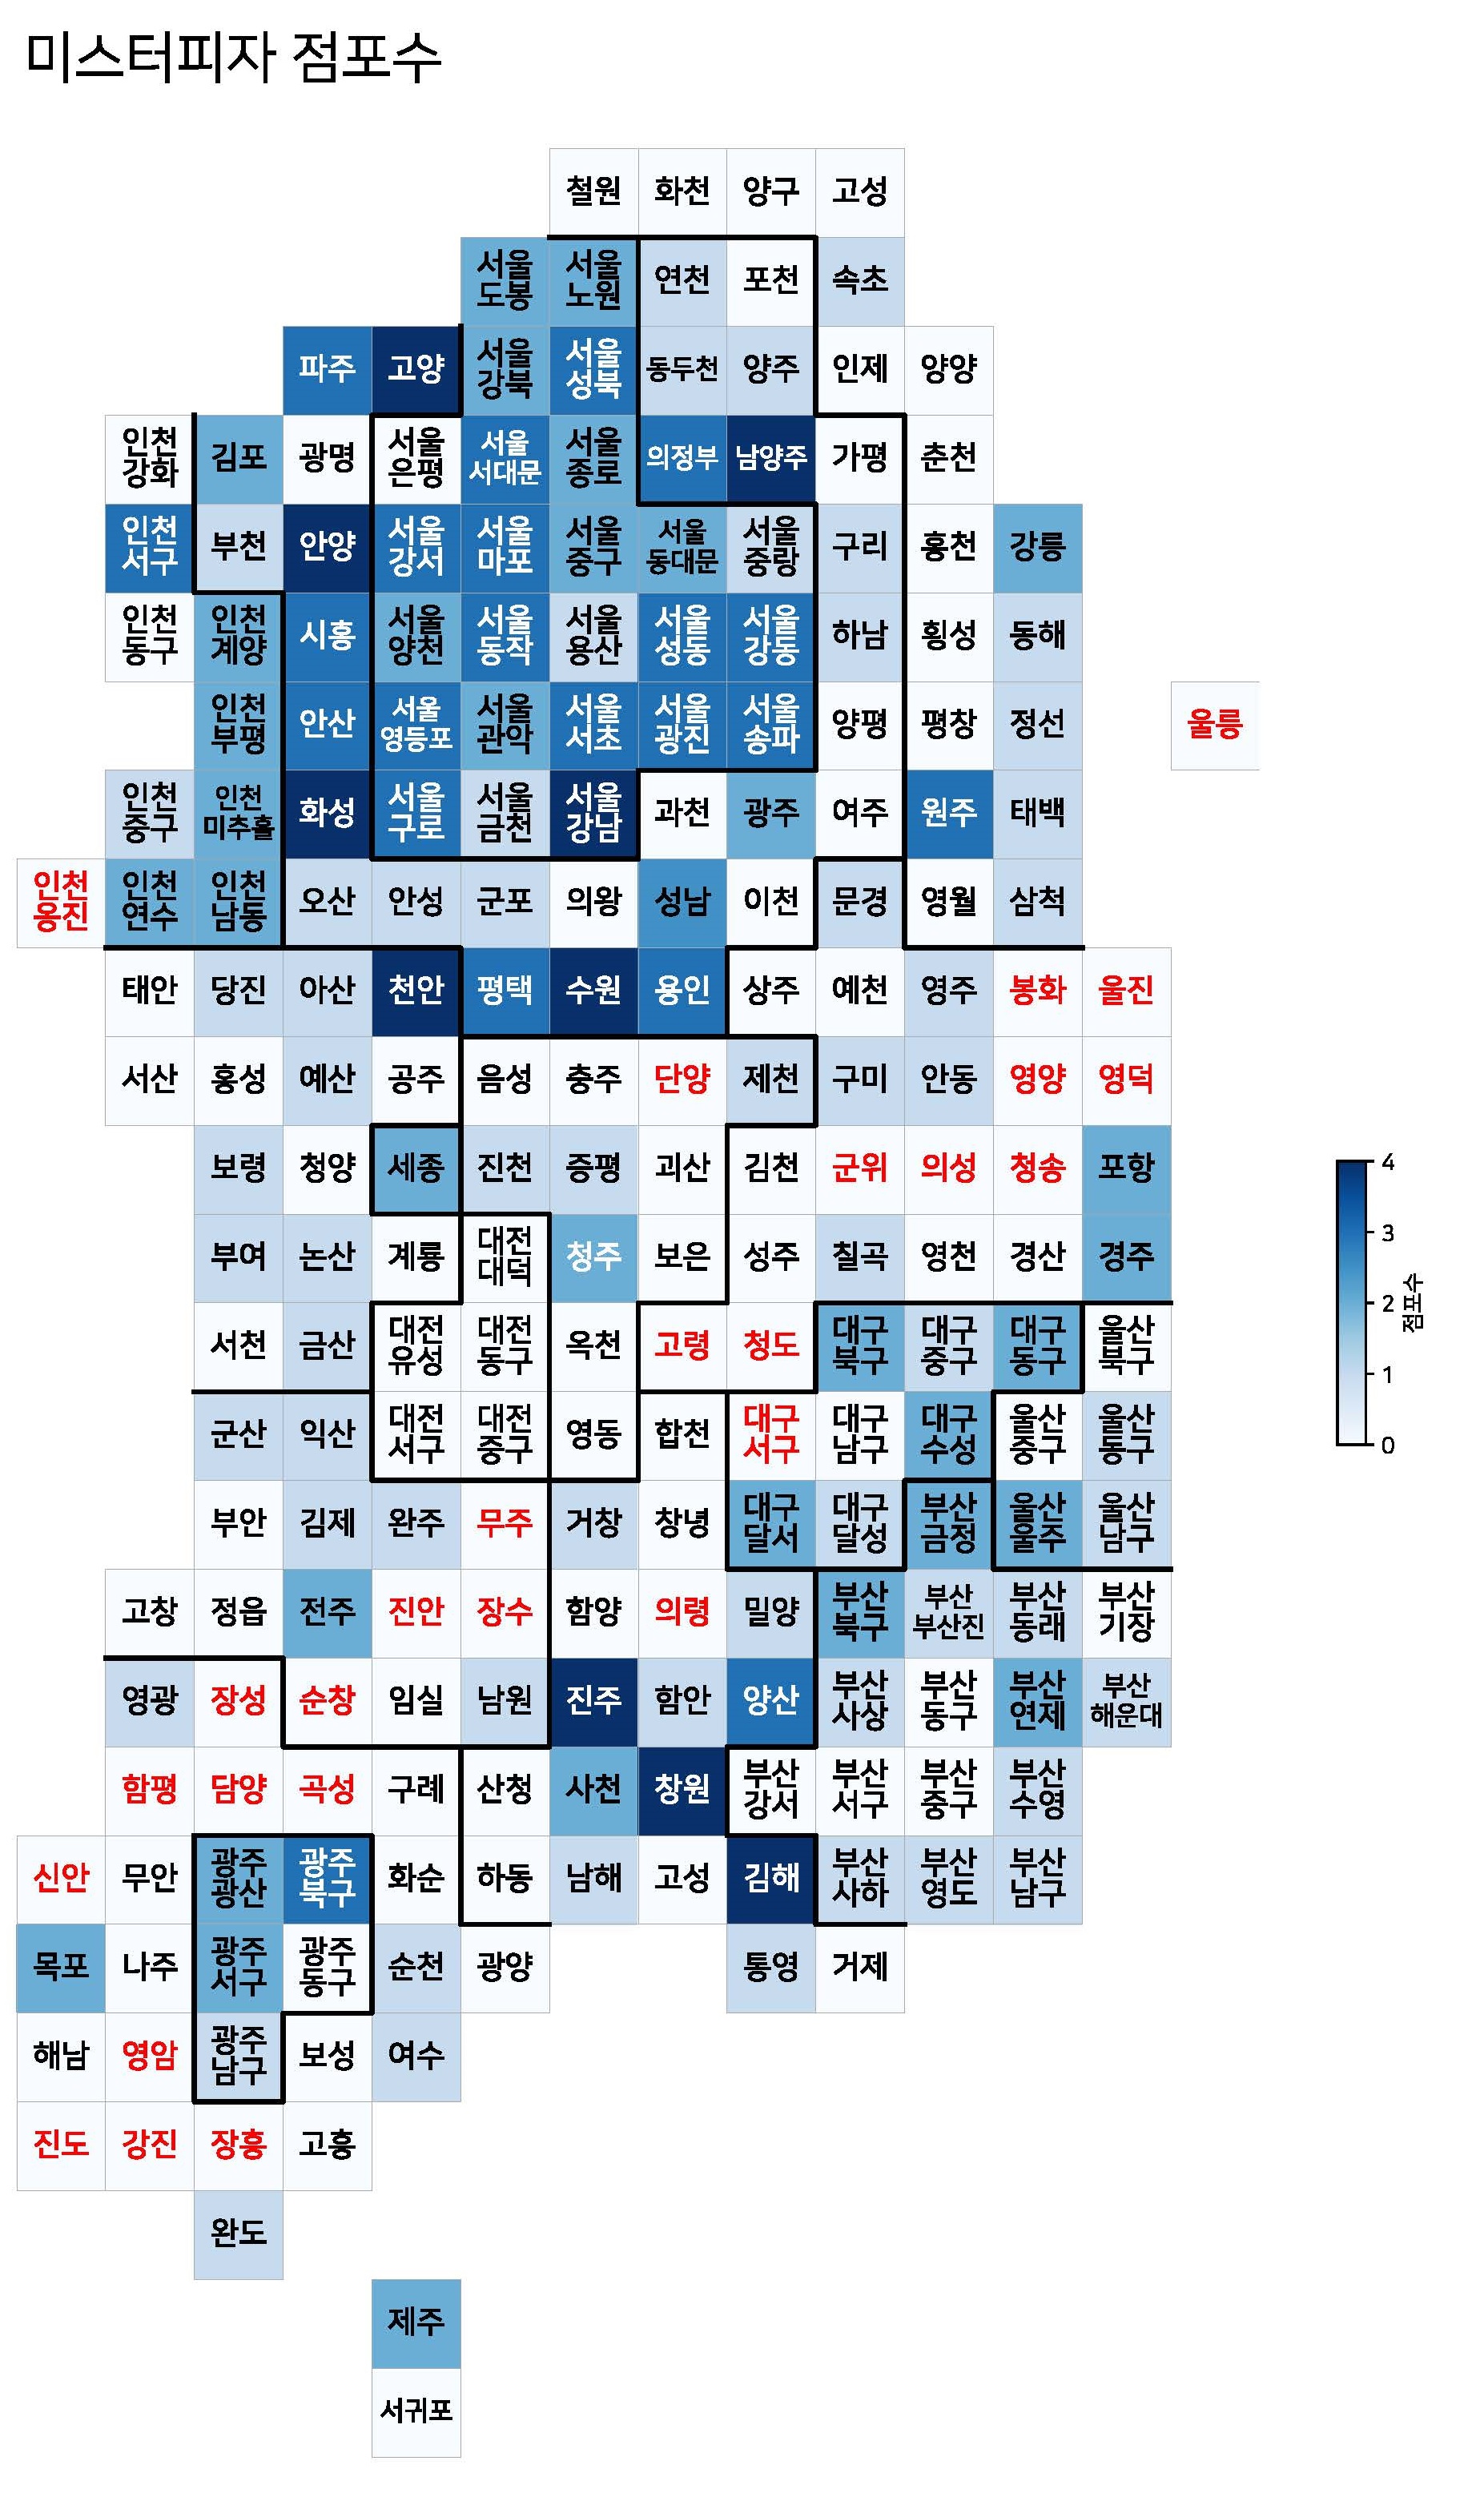 미스터피자 점포수
철원 화천 양구 고성
서울 서울 연천 포천 속초
도봉 노원
파주 고양 서울 서울 동두천 양주 인제 양양
강북 성북
인천 김포 광명 서울 서울 서울 의정부 남양주 가평 춘천
강화 은평 서대문 종로
인천 부천 안양 서울 서울 서울 서울 서울 구리 홍천 강릉
서구 강서 마포 중구 동대문 중랑
인천 인천 시흥 서울 서울 서울 서울 서울 하남 횡성 동해
동구 계양 양천 동작 용산 성동 강동
인천 안산 서울 서울 서울 서울 서울 양평 평창 정선 울릉
부평 영등포 관악 서초 광진 송파
인천 인천 화성 서울 서울 서울 과천 광주 여주 원주 태백
중구 미추홀 구로 금천 강남
인천 인천 인천 오산 안성 군포 의왕 성남 이천 문경 영월 삼척
옹진 연수 남동
태안 당진 아산 천안 평택 수원 용인 상주 예천 영주 봉화 울진
서산 홍성 예산 공주 음성 충주 단양 제천 구미 안동 영양 영덕
보령 청양 세종 진천 증평 괴산 김천 군위 의성 청송 포항
부여 논산 계룡 대전 청주 보은 성주 칠곡 영천 경산 경주
대덕
서천 금산 대전 대전 옥천 고령 청도 대구 대구 대구 울산
유성 동구 북구 중구 동구 북구
군산 익산 대전 대전 영동 합천 대구 대구 대구 울산 울산
서구 중구 서구 남구 수성 중구 동구
부안 김제 완주 무주 거창 창녕 대구 대구 부산 울산 울산
달서 달성 금정 울주 남구
고창 정읍 전주 진안 장수 함양 의령 밀양 부산 부산 부산 부산
북구 부산진 동래 기장
영광 장성 순창 임실 남원 진주 함안 양산 부산 부산 부산 부산
사상 동구 연제 해운대
함평 담양 곡성 구례 산청 사천 창원 부산 부산 부산 부산
강서 서구 중구 수영
신안 무안 광주 광주 화순 하동 남해 고성 김해 부산 부산 부산
광산 북구 사하 영도 남구
목포 나주 광주 광주 순천 광양 통영 거제
서구 동구
해남 영암 광주 보성 여수
남구
진도 강진 장흥 고흥
완도
제주
서귀포
4
3
2
1
0
점포수